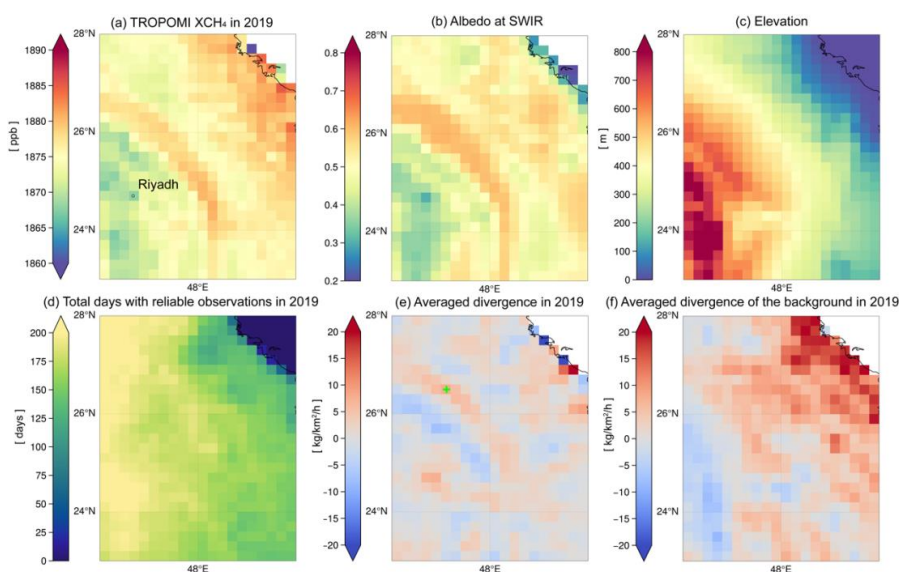 (a) TROPOMI XCH₄ in 2019
(b) Albedo at SWIR
(c) Elevation
1890
1885
1880
1875
1870
1865
1860
[ ppb]
28°N
26°N
24°N
48°E
Riyadh
0.8
0.7
0.6
0.5
0.4
0.3
0.2
28°N
26°N
24°N
48°E
800
700
600
500
400
300
200
100
0
[ m]
28°N
26°N
24°N
48°E
(d) Total days with reliable observations in 2019
(e) Averaged divergence in 2019
(f) Averaged divergence of the background in 2019
200
175
150
125
100
75
50
25
0
[ days]
28°N
26°N
24°N
48°E
20
15
10
5
0
−5
−10
−15
−20
[ kg/km²/h]
28°N
26°N
24°N
48°E
20
15
10
5
0
−5
−10
−15
−20
[ kg/km²/h]
28°N
26°N
24°N
48°E